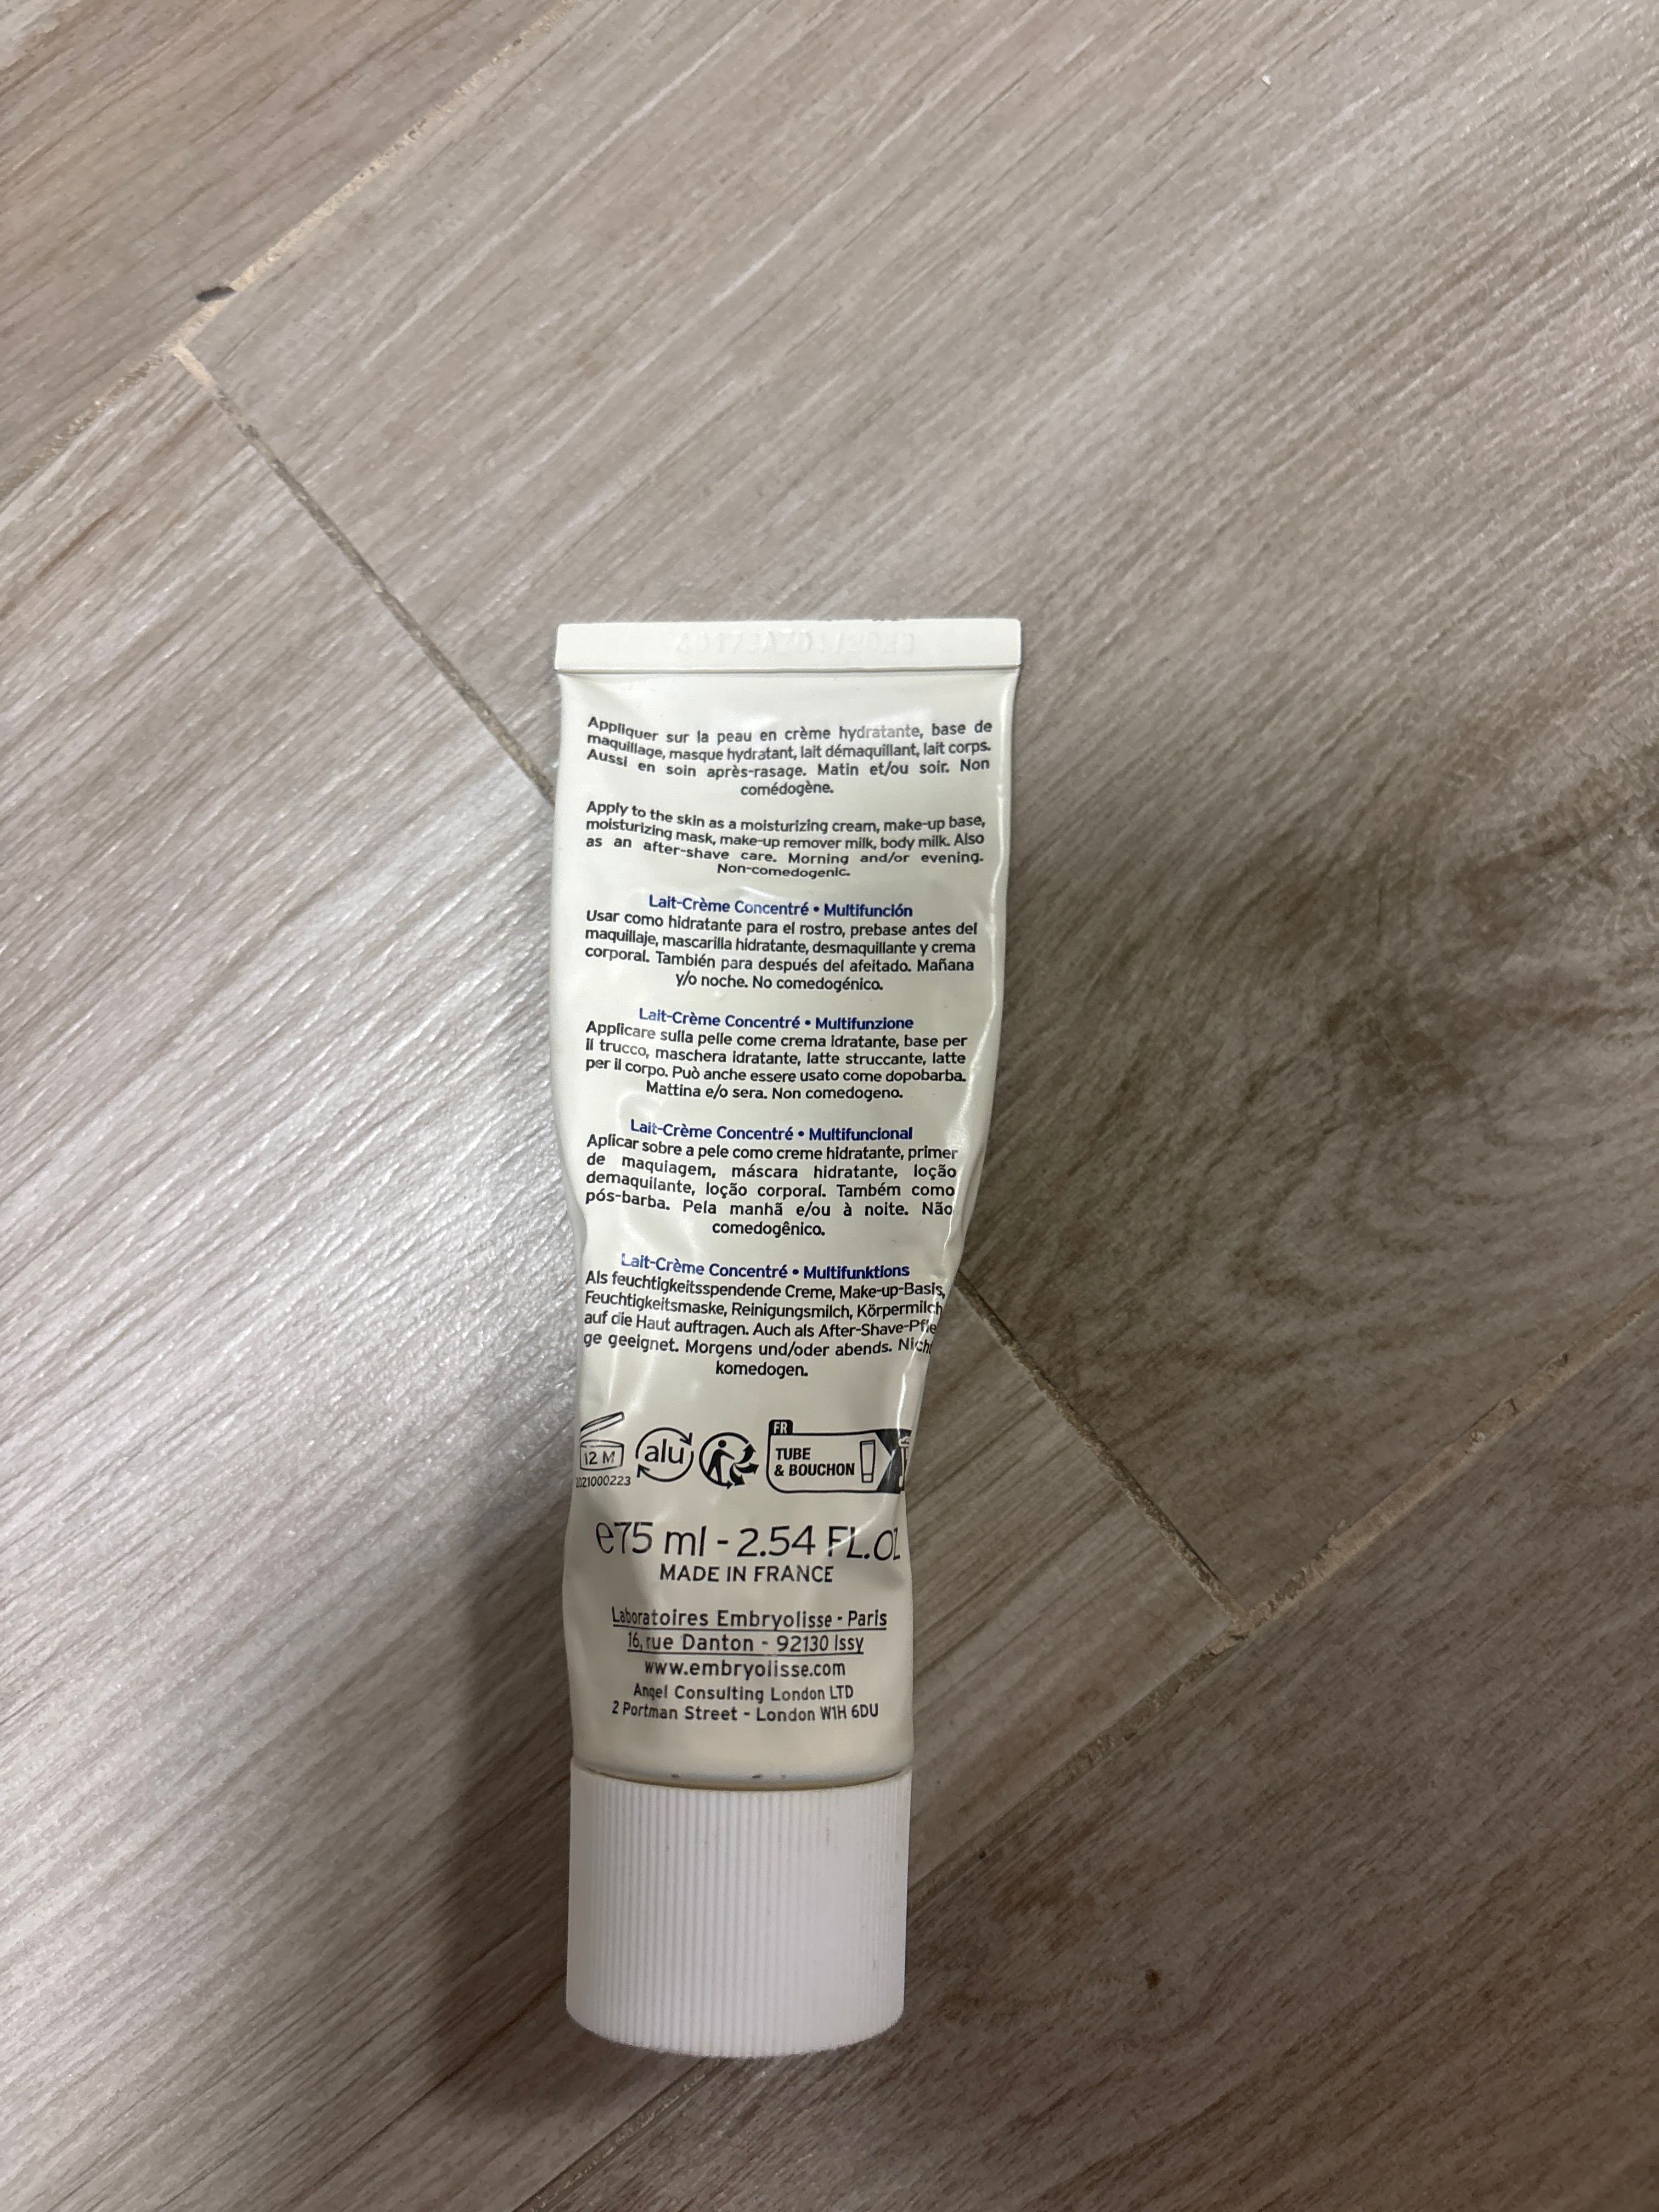 Appliquer sur la peau en crème hydratante, base de
maquillage, masque hydratant, lait démaquillant, lait corps.
Aussi en soin après-rasage. Matin et/ou soir. Non
comédogène.
Apply to the skin as a moisturizing cream, make-up base,
moisturizing mask, make-up remover milk, body milk. Also
as an after-shave care. Morning and/or evening.
Non-comedogenic.
Lait-Crème Concentré • Multifunción
Usar como hidratante para el rostro, prebase antes del
maquillaje, mascarilla hidratante, desmaquillante y crema
corporal. También para después del afeitado. Mañana
y/o noche. No comedogénico.
Lait-Crème Concentré • Multifunzione
Applicare sulla pelle come crema idratante, base per
il trucco, maschera idratante, latte struccante, latte
per il corpo. Può anche essere usato come dopobarba.
Mattina e/o sera. Non comedogeno.
Lait-Crème Concentré • Multifuncional
Aplicar sobre a pele como creme hidratante, primer
de maquiagem, máscara hidratante, loção
demaquilante, loção corporal. Também como
pós-barba. Pela manhã e/ou à noite. Não
comedogênico.
Lait-Crème Concentré • Multifunktions
Als feuchtigkeitsspendende Creme, Make-up-Basis,
Feuchtigkeitsmaske, Reinigungsmilch, Körpermilch
auf die Haut auftragen. Auch als After-Shave-Pfle
ge geeignet. Morgens und/oder abends. Nicht
komedogen.
12 M
alu
FR
TUBE
& BOUCHON
2021000223
e75 ml - 2.54 FL.OZ
MADE IN FRANCE
Laboratoires Embryolisse - Paris
16, rue Danton - 92130 Issy
www.embryolisse.com
Angel Consulting London LTD
2 Portman Street - London W1H 6DU